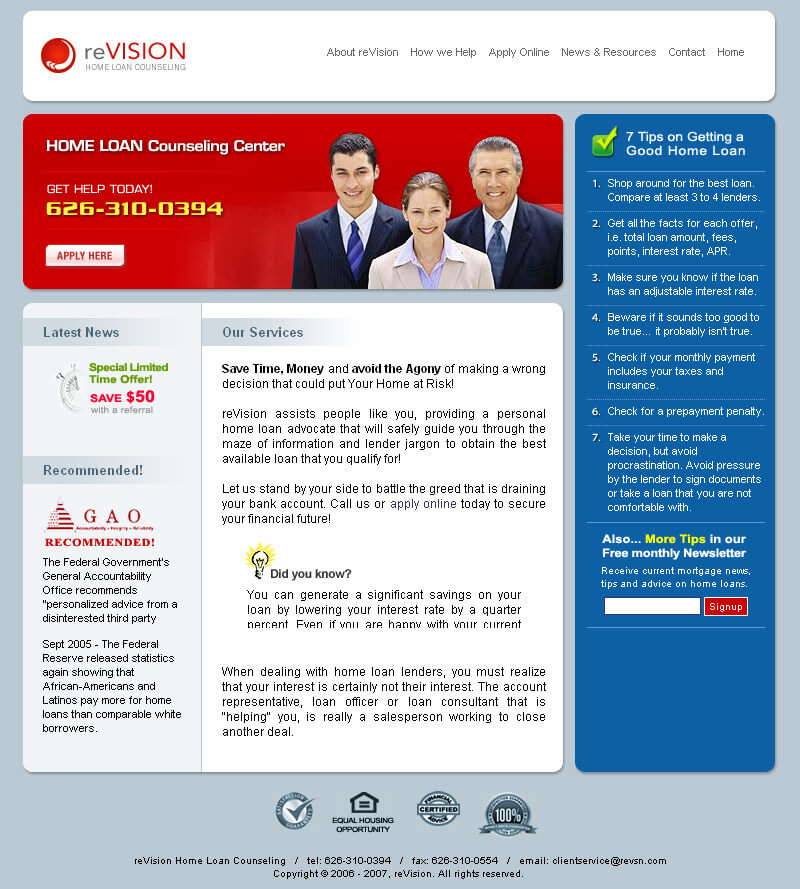 reVISION
HOME LOAN COUNSELING
About reVision How we Help Apply Online News & Resources Contact Home
HOME LOAN Counseling Center
GET HELP TODAY!
626-310-0394
APPLY HERE
7 Tips on Getting a
Good Home Loan
1. Shop around for the best loan.
Compare at least 3 to 4 lenders.
2. Get all the facts for each offer,
i.e. total loan amount, fees,
points, interest rate, APR.
3. Make sure you know if the loan
has an adjustable interest rate.
4. Beware if it sounds too good to
be true... it probably isn't true.
5. Check if your monthly payment
includes your taxes and
insurance.
6. Check for a prepayment penalty.
7. Take your time to make a
decision, but avoid
procrastination. Avoid pressure
by the lender to sign documents
or take a loan that you are not
comfortable with.
Also... More Tips in our
Free monthly Newsletter
Receive current mortgage news,
tips and advice on home loans.
Signup
Latest News
Special Limited
Time Offer!
SAVE $50
with a referral
Recommended!
GAO
Accountability * Integrity * Reliability
RECOMMENDED!
The Federal Government's
General Accountability
Office recommends
"personalized advice from a
disinterested third party
Sept 2005 - The Federal
Reserve released statistics
again showing that
African-Americans and
Latinos pay more for home
loans than comparable white
borrowers.
Our Services
Save Time, Money and avoid the Agony of making a wrong
decision that could put Your Home at Risk!
reVision assists people like you, providing a personal
home loan advocate that will safely guide you through the
maze of information and lender jargon to obtain the best
available loan that you qualify for!
Let us stand by your side to battle the greed that is draining
your bank account. Call us or apply online today to secure
your financial future!
Did you know?
You can generate a significant savings on your
loan by lowering your interest rate by a quarter
percent. Even if you are happy with your current
When dealing with home loan lenders, you must realize
that your interest is certainly not their interest. The account
representative, loan officer or loan consultant that is
"helping" you, is really a salesperson working to close
another deal.
EQUAL HOUSING
OPPORTUNITY
CERTIFIED
ADVICE
100%
reVision Home Loan Counseling / tel: 626-310-0394 / fax: 626-310-0554 / email: clientservice@revsn.com
Copyright © 2006 - 2007, reVision. All rights reserved.